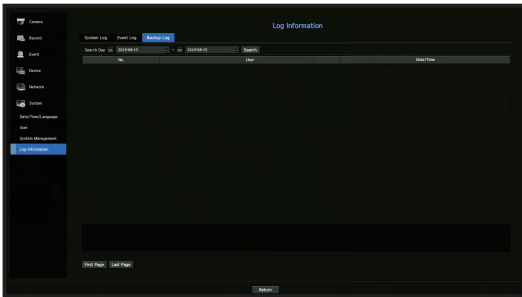 Log Information
Camera
Record
Event
Device
Network
System
Date/Time/Language
User
System Management
Log Information
System Log Event Log Backup Log
Search Day 2019-08-15 ~ 2019-08-15 Search
No User Date/Time
First Page Last Page
Return